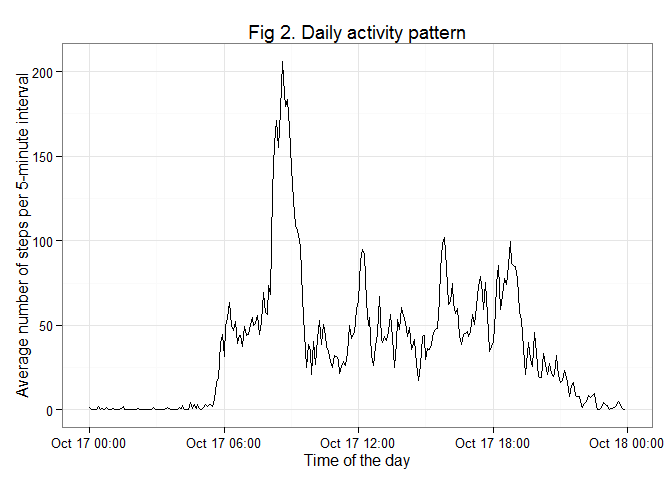 Fig 2. Daily activity pattern
Average number of steps per 5-minute interval
200
150
100
50
0
Oct 17 00:00 Oct 17 06:00 Oct 17 12:00 Oct 17 18:00 Oct 18 00:00
Time of the day